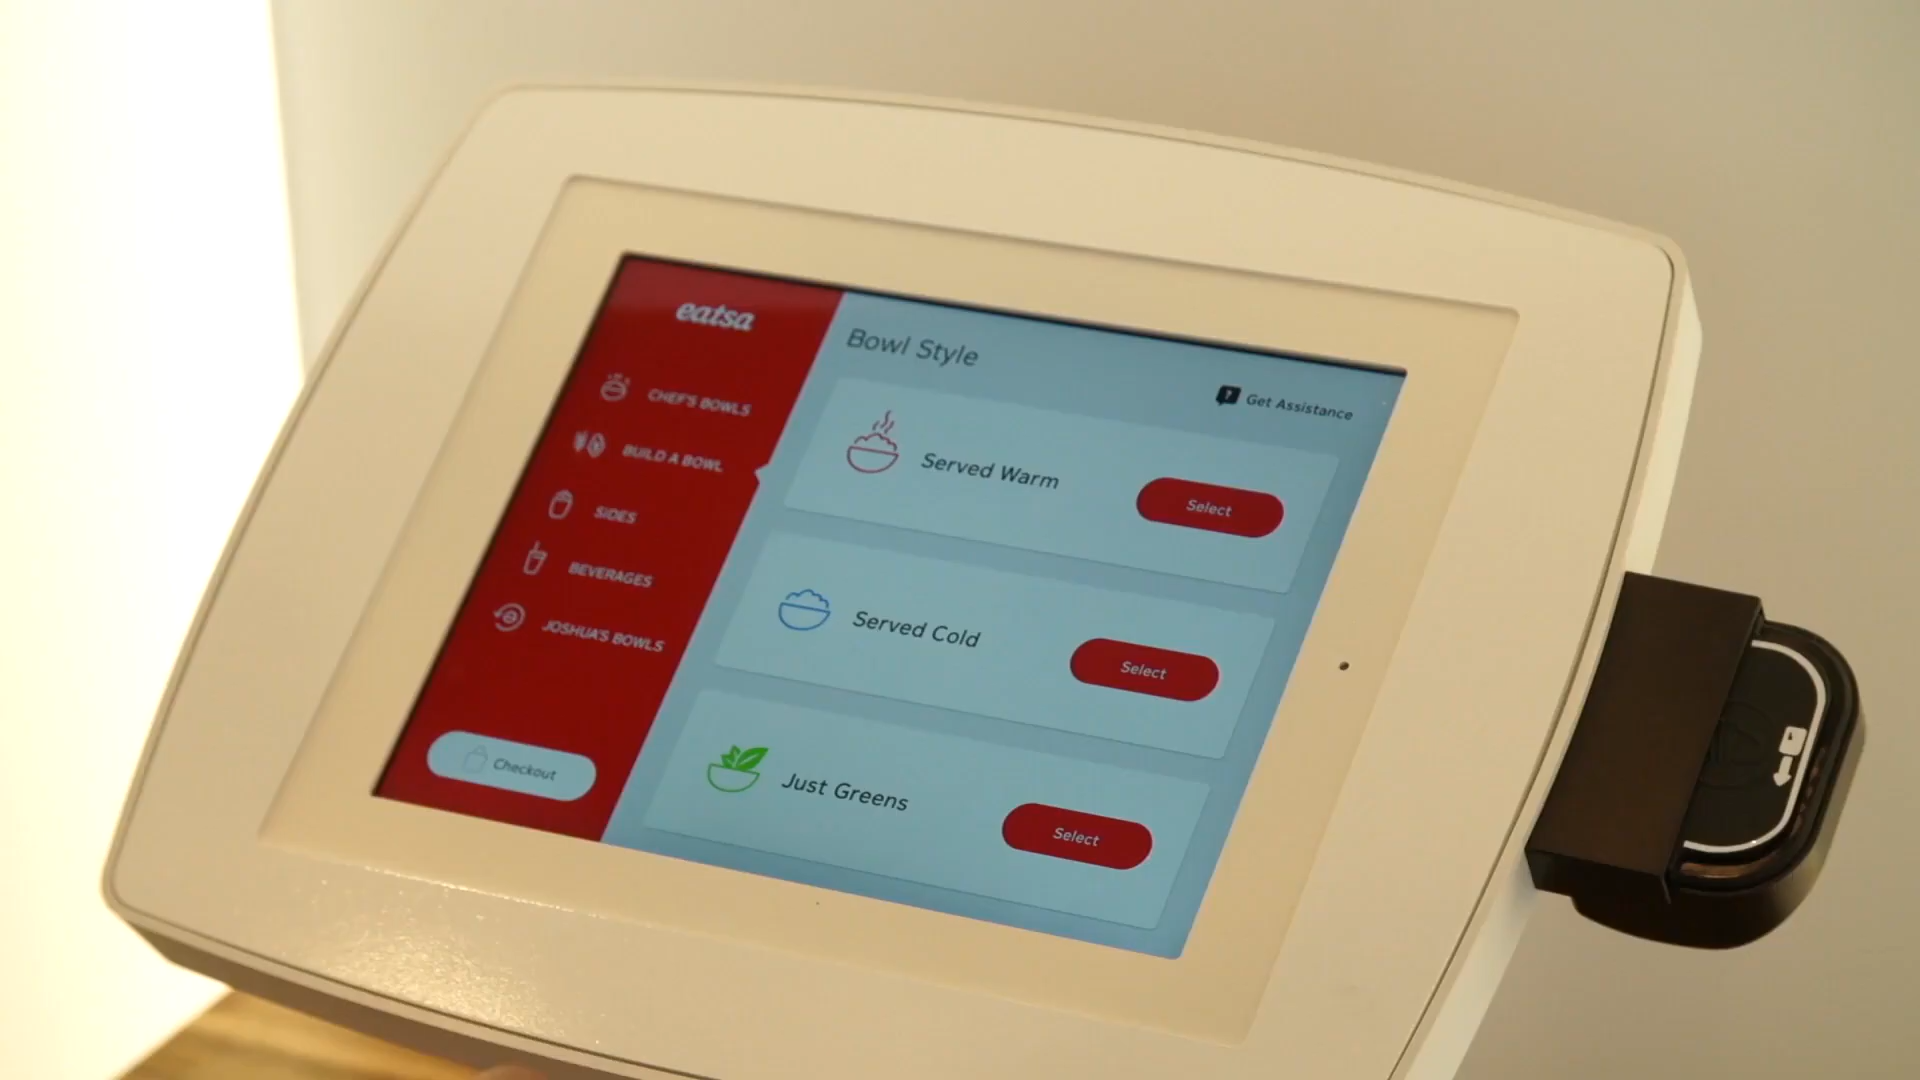 eatsa
CHEF'S BOWLS
BUILD A BOWL
SIDES
BEVERAGES
JOSHUA'S BOWLS
Checkout
Bowl Style
? Get Assistance
Served Warm
Select
Served Cold
Select
Just Greens
Select